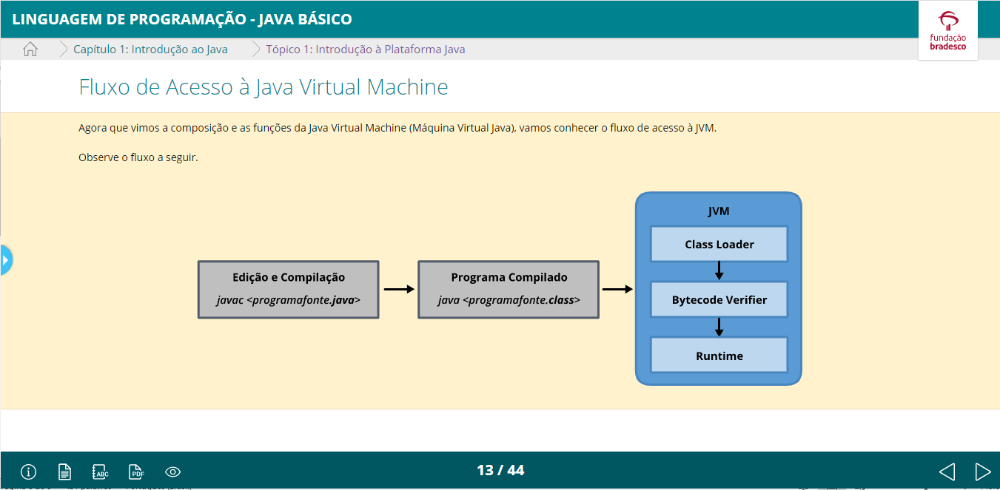 LINGUAGEM DE PROGRAMAÇÃO - JAVA BÁSICO
fundação
bradesco
Capítulo 1: Introdução ao Java
Tópico 1: Introdução à Plataforma Java
Fluxo de Acesso à Java Virtual Machine
Agora que vimos a composição e as funções da Java Virtual Machine (Máquina Virtual Java), vamos conhecer o fluxo de acesso à JVM.
Observe o fluxo a seguir.
Edição e Compilação
javac <programafonte.java>
Programa Compilado
java <programafonte.class>
JVM
Class Loader
Bytecode Verifier
Runtime
ABC
PDF
13 / 44